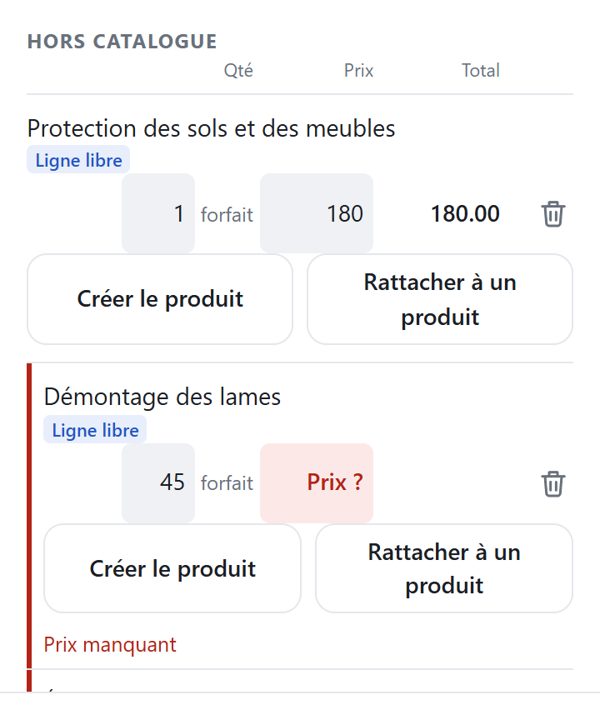 HORS CATALOGUE
Qté Prix Total
Protection des sols et des meubles
Ligne libre
1 forfait 180 180.00
Créer le produit
Rattacher à un
produit
Démontage des lames
Ligne libre
45 forfait Prix ?
Créer le produit
Rattacher à un
produit
Prix manquant